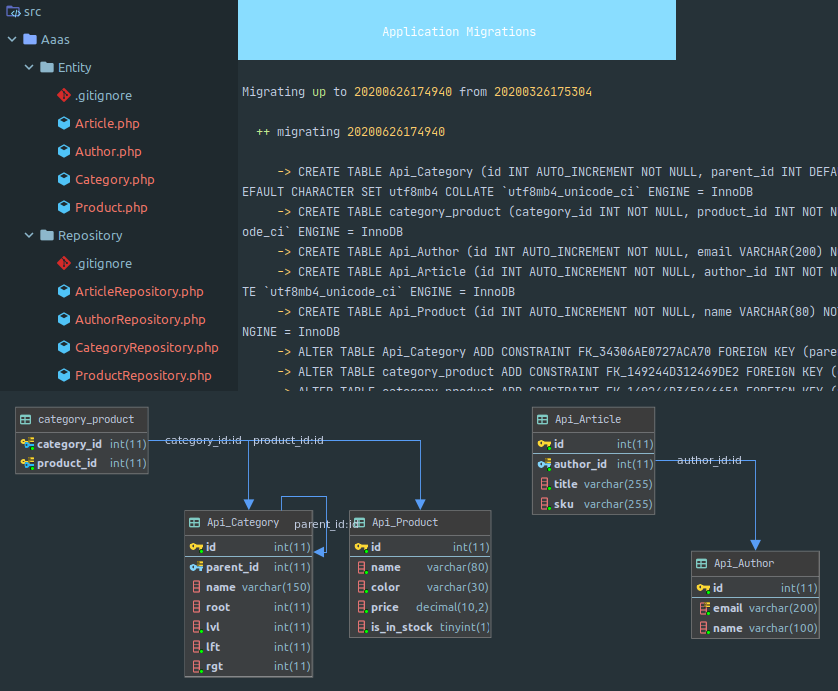 src
Aaas
Entity
.gitignore
Article.php
Author.php
Category.php
Product.php
Repository
.gitignore
ArticleRepository.php
AuthorRepository.php
CategoryRepository.php
ProductRepository.php
Application Migrations
Migrating up to 20200626174940 from 20200326175304
++ migrating 20200626174940
-> CREATE TABLE Api_Category (id INT AUTO_INCREMENT NOT NULL, parent_id INT DEFA
EFAULT CHARACTER SET utf8mb4 COLLATE `utf8mb4_unicode_ci` ENGINE = InnoDB
-> CREATE TABLE category_product (category_id INT NOT NULL, product_id INT NOT N
ode_ci` ENGINE = InnoDB
-> CREATE TABLE Api_Author (id INT AUTO_INCREMENT NOT NULL, email VARCHAR(200) N
-> CREATE TABLE Api_Article (id INT AUTO_INCREMENT NOT NULL, author_id INT NOT N
TE `utf8mb4_unicode_ci` ENGINE = InnoDB
-> CREATE TABLE Api_Product (id INT AUTO_INCREMENT NOT NULL, name VARCHAR(80) NO
NGINE = InnoDB
-> ALTER TABLE Api_Category ADD CONSTRAINT FK_34306AE0727ACA70 FOREIGN KEY (pare
-> ALTER TABLE category_product ADD CONSTRAINT FK_149244D312469DE2 FOREIGN KEY (
-> ALTER TABLE category_product ADD CONSTRAINT FOREIGN KEY (
category_product
category_id int(11)
product_id int(11)
category_id:id
product_id:id
Api_Category
id int(11)
parent_id int(11)
name varchar(150)
root int(11)
lvl int(11)
lft int(11)
rgt int(11)
parent_id:id
Api_Product
id int(11)
name varchar(80)
color varchar(30)
price decimal(10,2)
is_in_stock tinyint(1)
Api_Article
id int(11)
author_id int(11)
title varchar(255)
sku varchar(255)
author_id:id
Api_Author
id int(11)
email varchar(200)
name varchar(100)